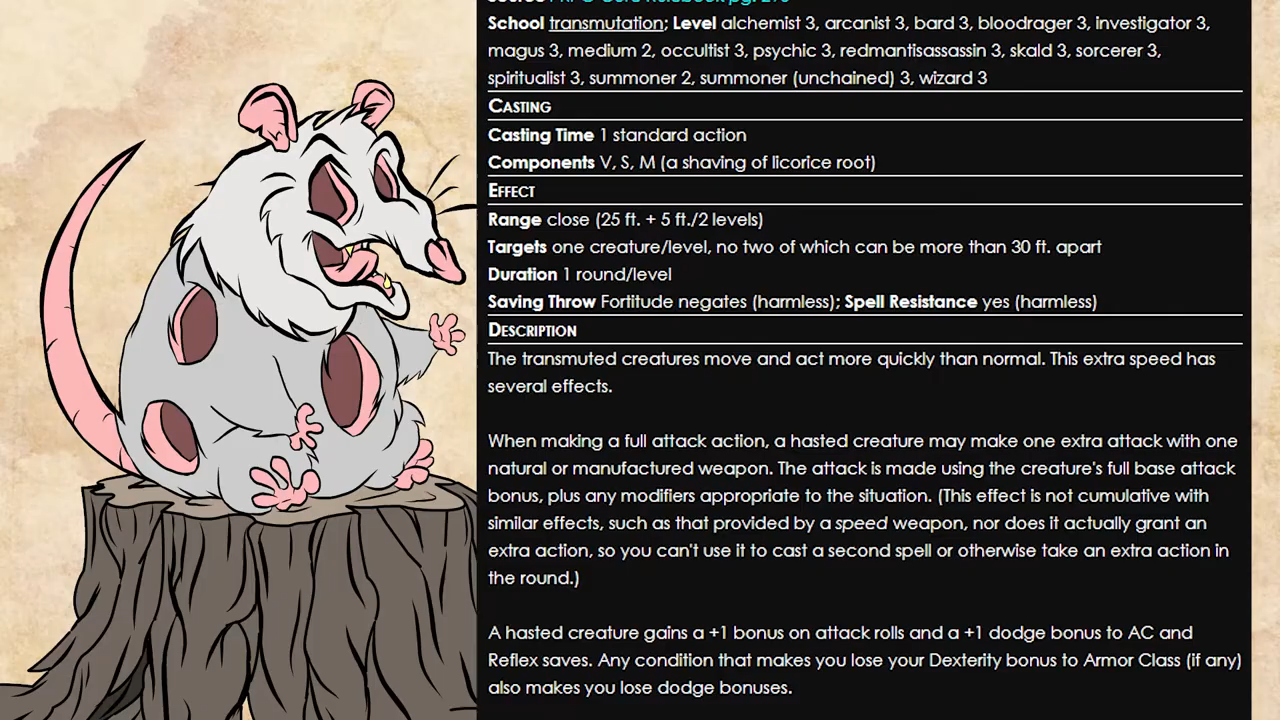 School transmutation; Level alchemist 3, arcanist 3, bard 3, bloodrager 3, investigator 3,
magus 3, medium 2, occultist 3, psychic 3, redmantisassassin 3, skald 3, sorcerer 3,
spiritualist 3, summoner 2, summoner (unchained) 3, wizard 3
CASTING
Casting Time 1 standard action
Components V, S, M (a shaving of licorice root)
EFFECT
Range close (25 ft. + 5 ft./2 levels)
Targets one creature/level, no two of which can be more than 30 ft. apart
Duration 1 round/level
Saving Throw Fortitude negates (harmless); Spell Resistance yes (harmless)
DESCRIPTION
The transmuted creatures move and act more quickly than normal. This extra speed has
several effects.
When making a full attack action, a hasted creature may make one extra attack with one
natural or manufactured weapon. The attack is made using the creature's full base attack
bonus, plus any modifiers appropriate to the situation. (This effect is not cumulative with
similar effects, such as that provided by a speed weapon, nor does it actually grant an
extra action, so you can't use it to cast a second spell or otherwise take an extra action in
the round.)
A hasted creature gains a +1 bonus on attack rolls and a +1 dodge bonus to AC and
Reflex saves. Any condition that makes you lose your Dexterity bonus to Armor Class (if any)
also makes you lose dodge bonuses.